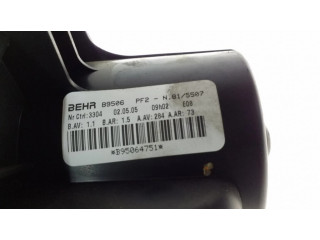 BEHR B9506 PF2 - N.81/5587
Nr Ctrl:3304 02.05.05 09h02 E08
B.AV: 1.1 B.AR: 1.5 A.AV:264 A.AR: 73
*B95064751*